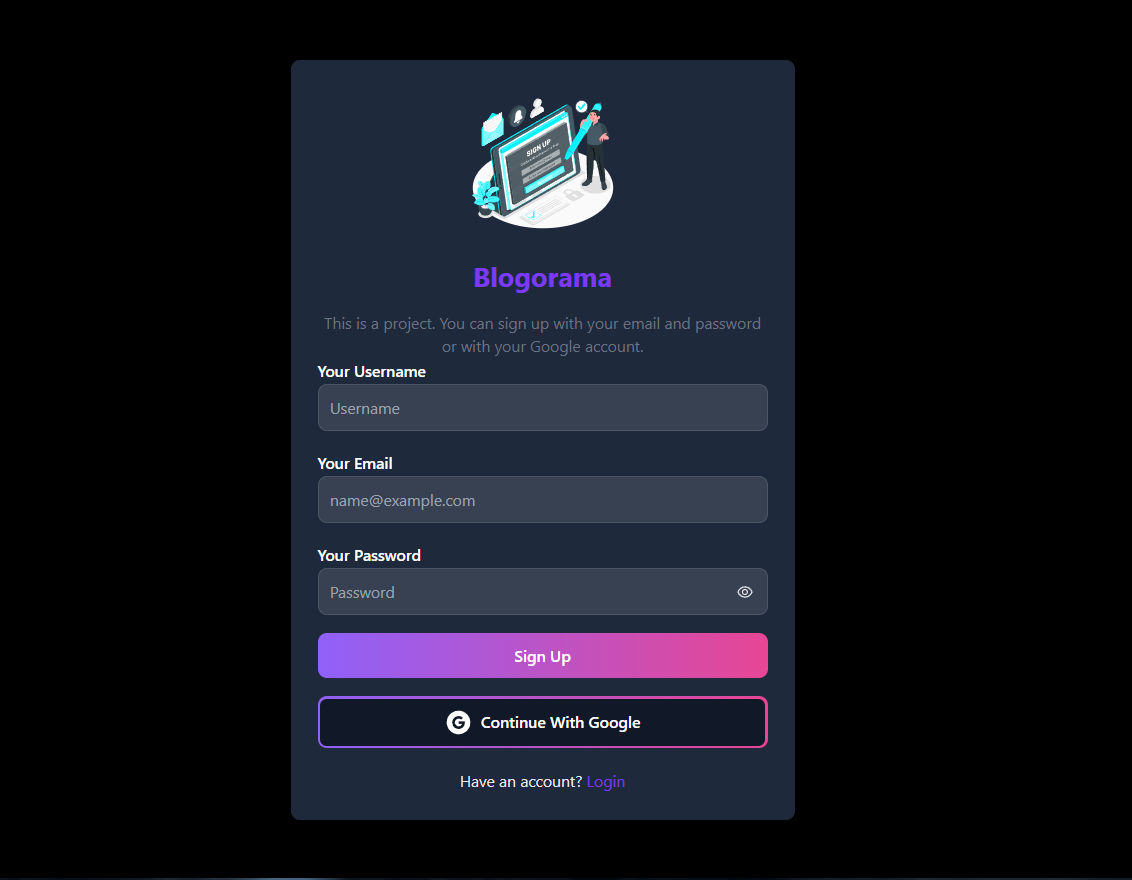 SIGN UP
Blogorama
This is a project. You can sign up with your email and password
or with your Google account.
Your Username
Username
Your Email
name@example.com
Your Password
Password
Sign Up
G Continue With Google
Have an account? Login